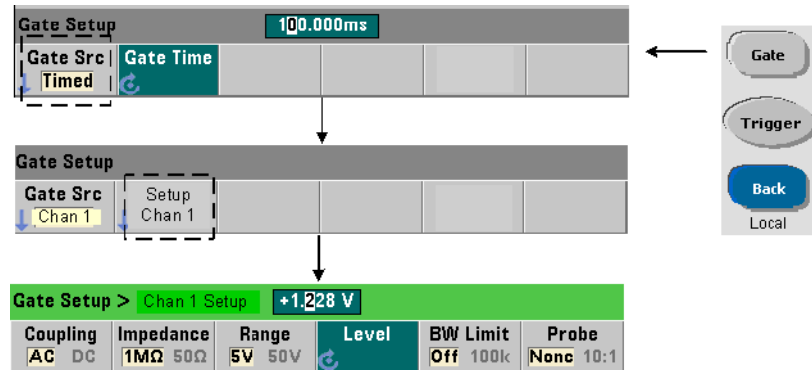 Gate Setup 100.000ms
Gate Src Gate Time
Timed
Gate
Trigger
Back
Local
Gate Setup
Gate Src Setup
Chan 1 Chan 1
Gate Setup > Chan 1 Setup +1.228 V
Coupling Impedance Range Level BW Limit Probe
AC DC 1MΩ 50Ω 5V 50V Off 100k None 10:1